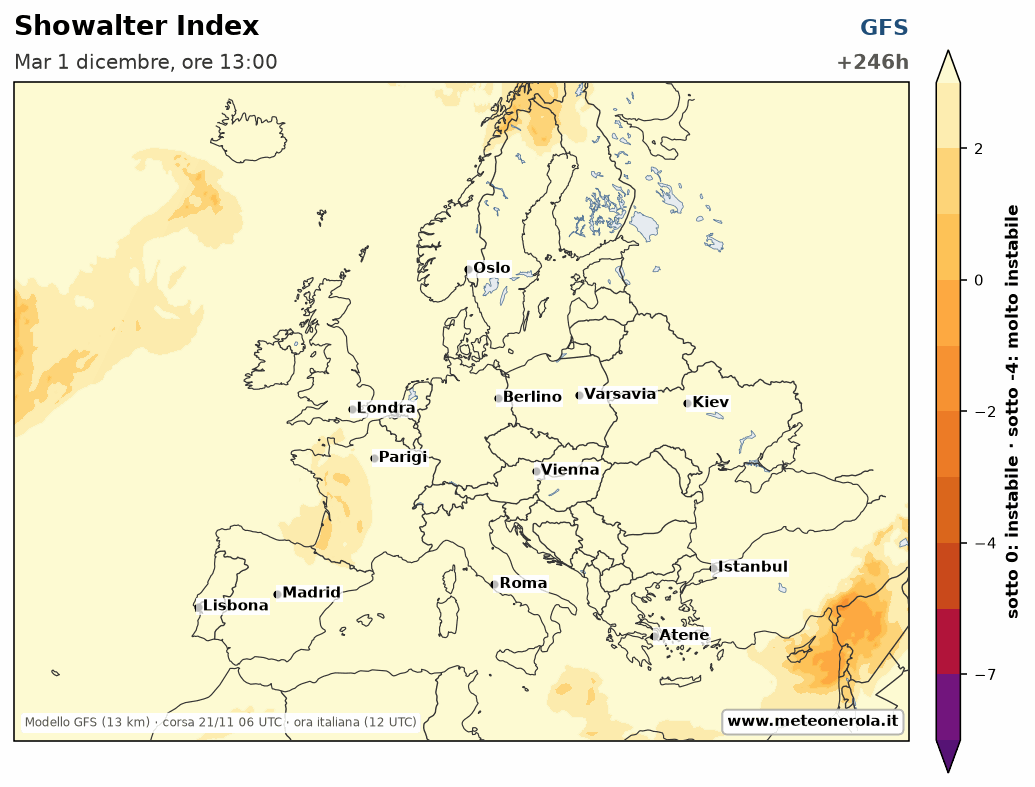 Showalter Index
GFS
Mar 1 dicembre, ore 13:00
+246h
Oslo
Londra
Berlino
Varsavia
Kiev
Parigi
Vienna
Istanbul
Roma
Madrid
Lisbona
Atene
Modello GFS (13 km) · corsa 21/11 06 UTC · ora italiana (12 UTC)
www.meteonerola.it
2
0
−2
−4
−7
sotto 0: instabile · sotto -4: molto instabile